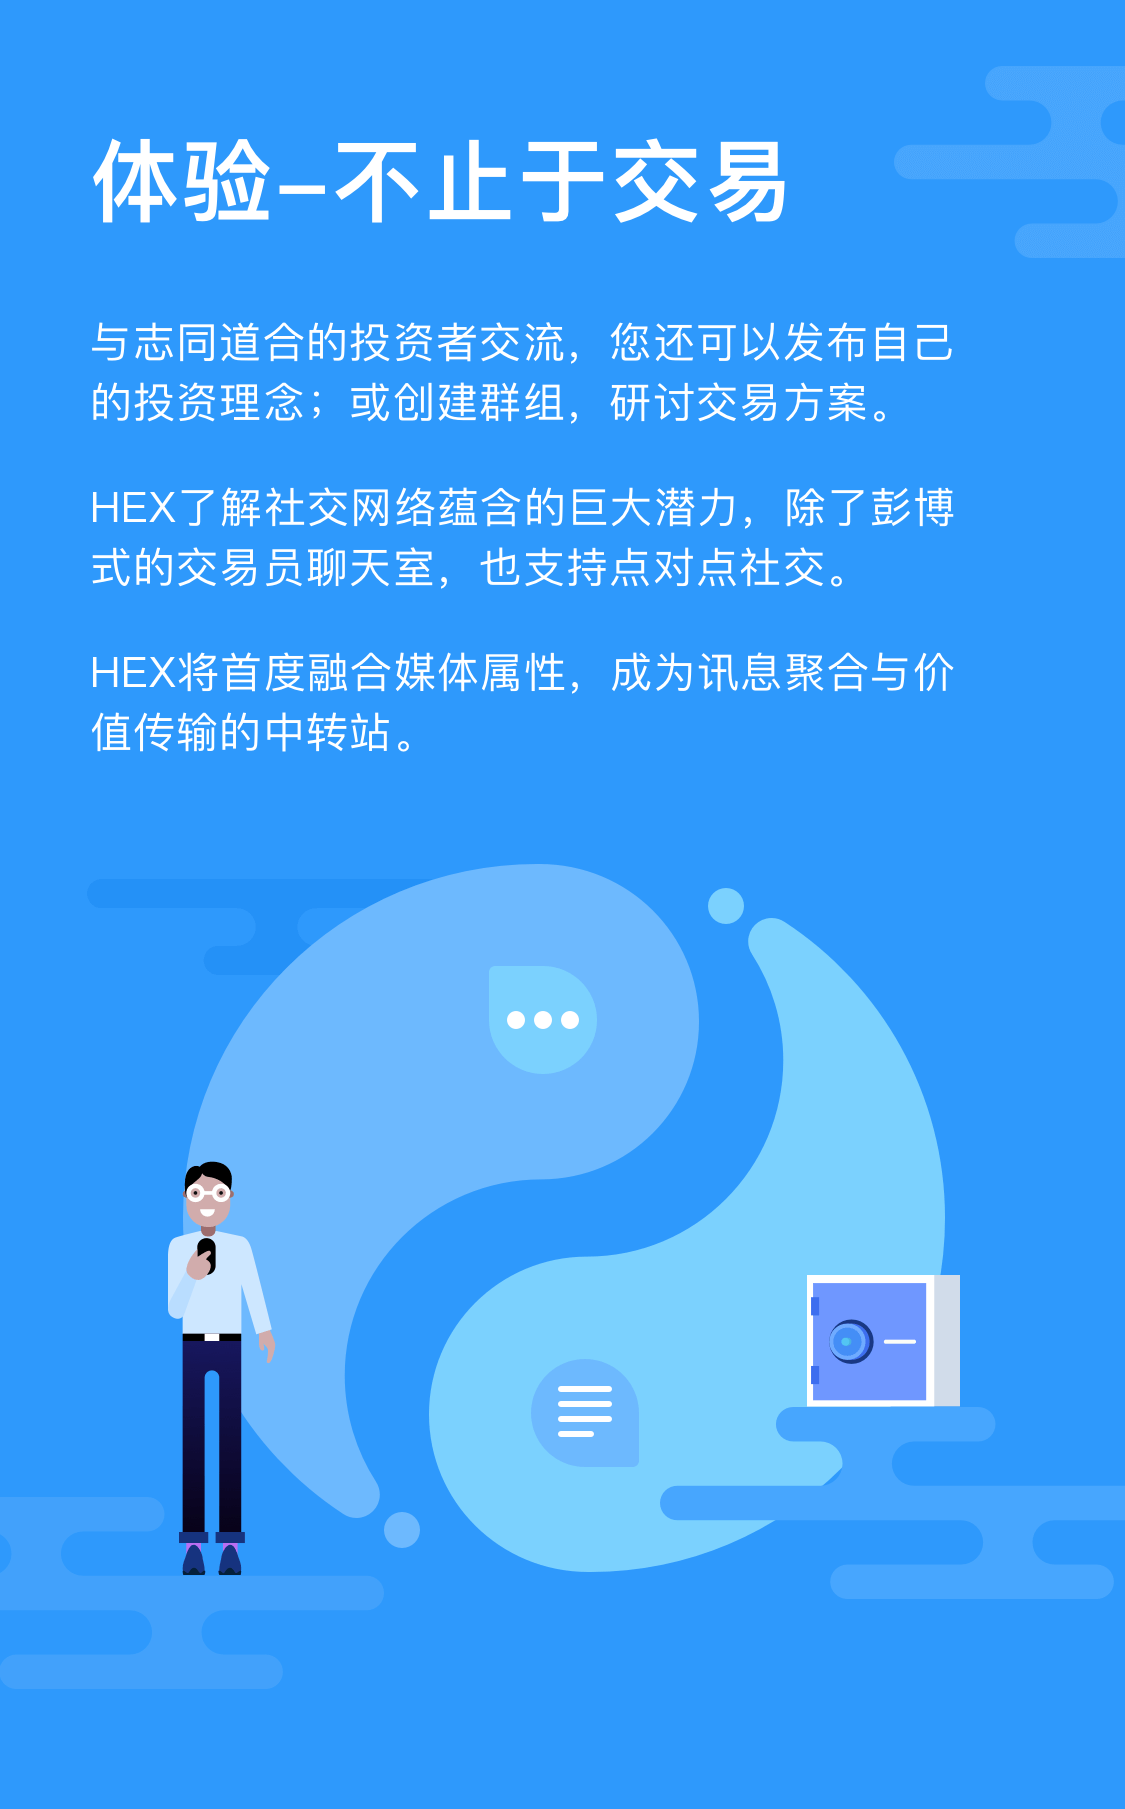 体验–不止于交易
与志同道合的投资者交流，您还可以发布自己
的投资理念；或创建群组，研讨交易方案。
HEX了解社交网络蕴含的巨大潜力，除了彭博
式的交易员聊天室，也支持点对点社交。
HEX将首度融合媒体属性，成为讯息聚合与价
值传输的中转站。